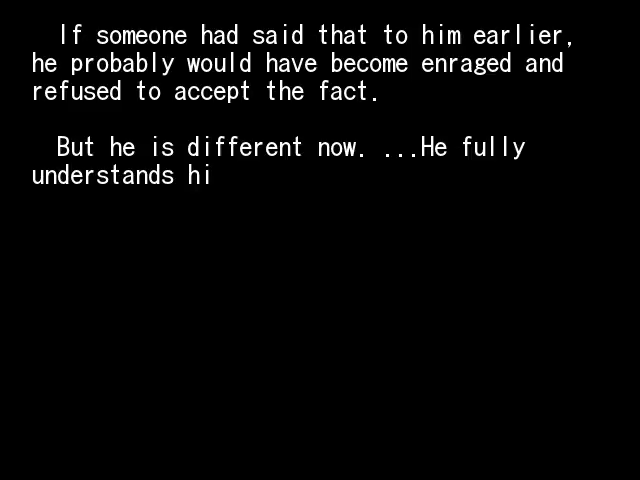 If someone had said that to him earlier,
he probably would have become enraged and
refused to accept the fact.
But he is different now. ...He fully
understands hi